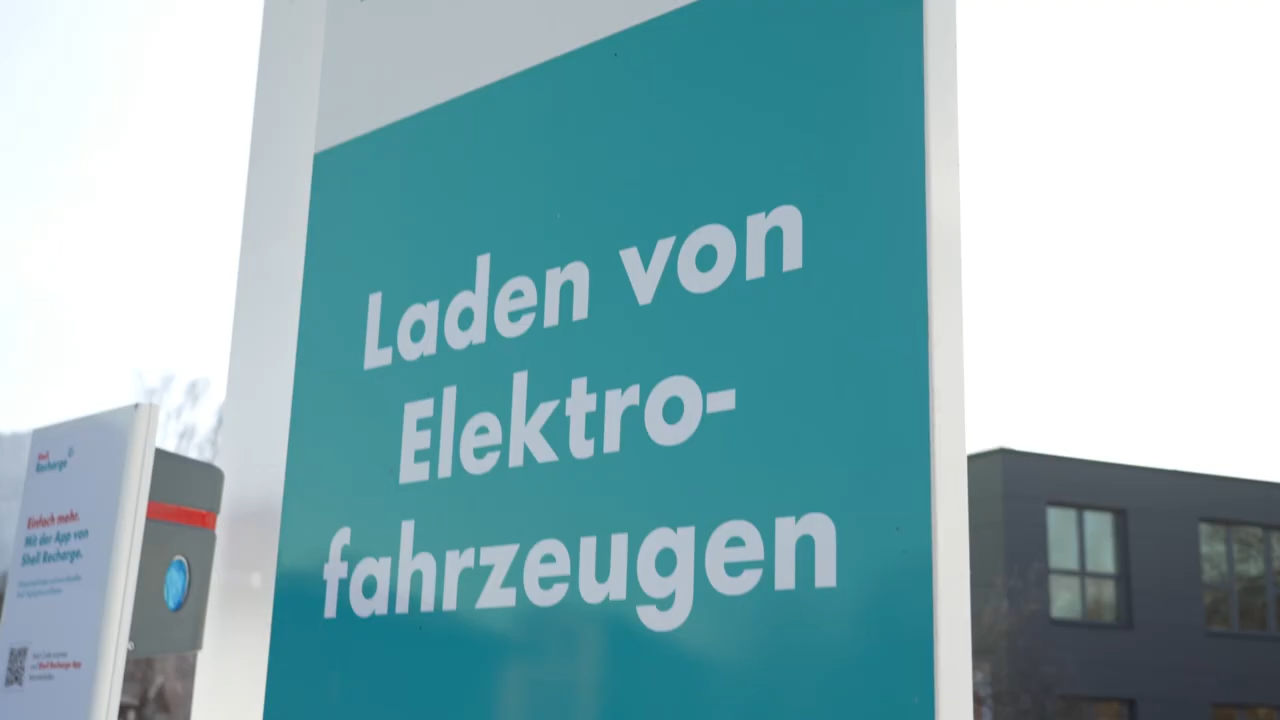 Laden von
Elektro-
fahrzeugen
Shell
Recharge
Einfach mehr.
Mit der App von
Shell Recharge.